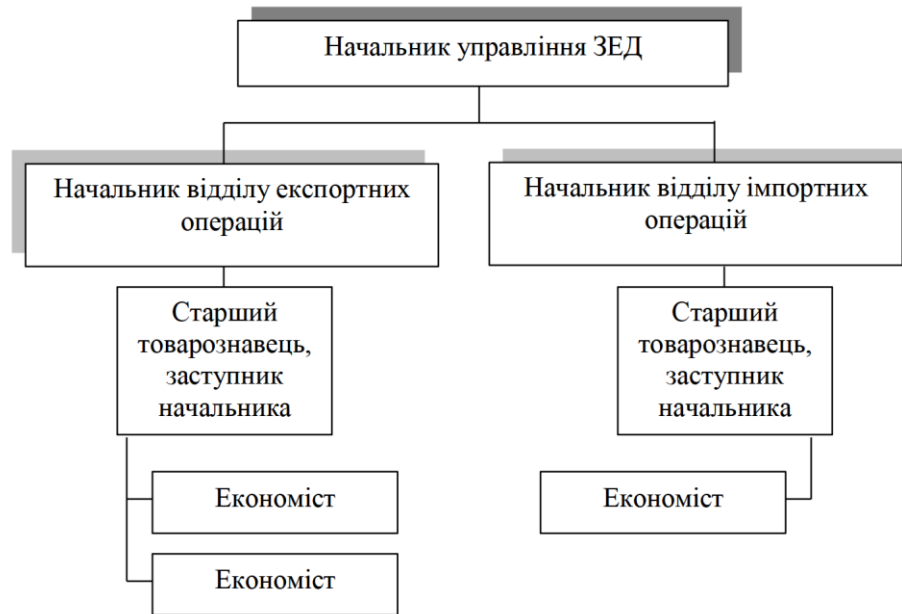 Начальник управління ЗЕД
Начальник відділу експортних
операцій
Начальник відділу імпортних
операцій
Старший
товарознавець,
заступник
начальника
Старший
товарознавець,
заступник
начальника
Економіст
Економіст
Економіст